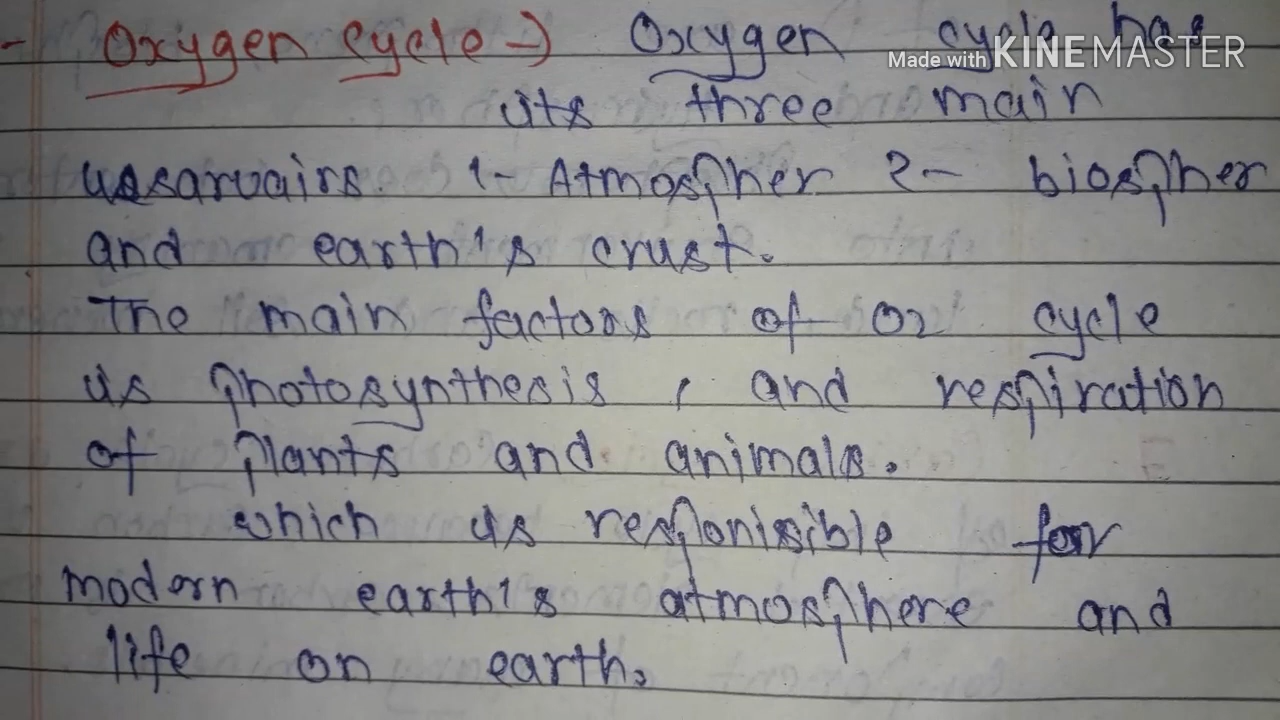 - Oxygen cycle -) Oxygen cycle has
Made with KINEMASTER
its three main
resarvairs. 1- Atmospher 2- biospher
and earth's crust.
The main factors of O2 cycle
is photosynthesis, and respiration
of plants and animals.
which is responisible for
modern earth's atmosphere and
life on earth.